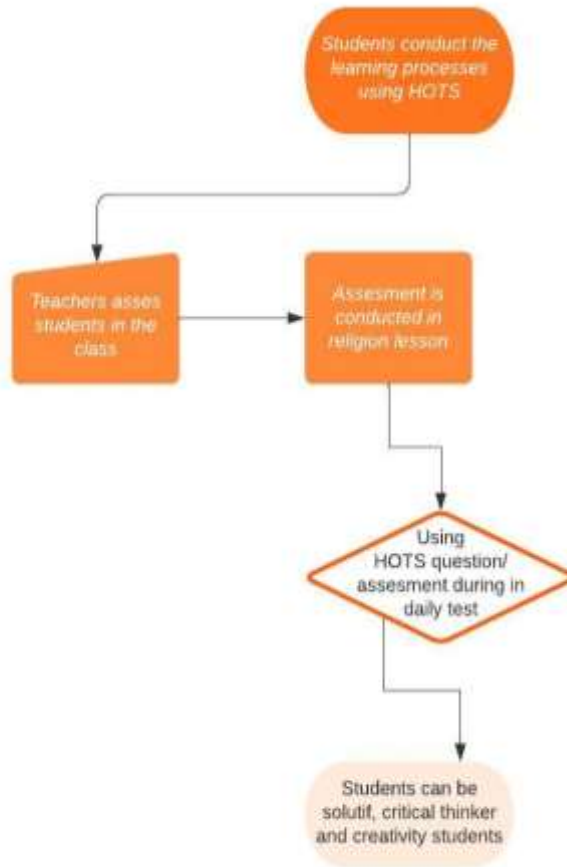 Students conduct the
learning processes
using HOTS
Teachers asses
students in the
class
Assesment is
conducted in
religion lesson
Using
HOTS question/
assesment during in
daily test
Students can be
solutif, critical thinker
and creativity students